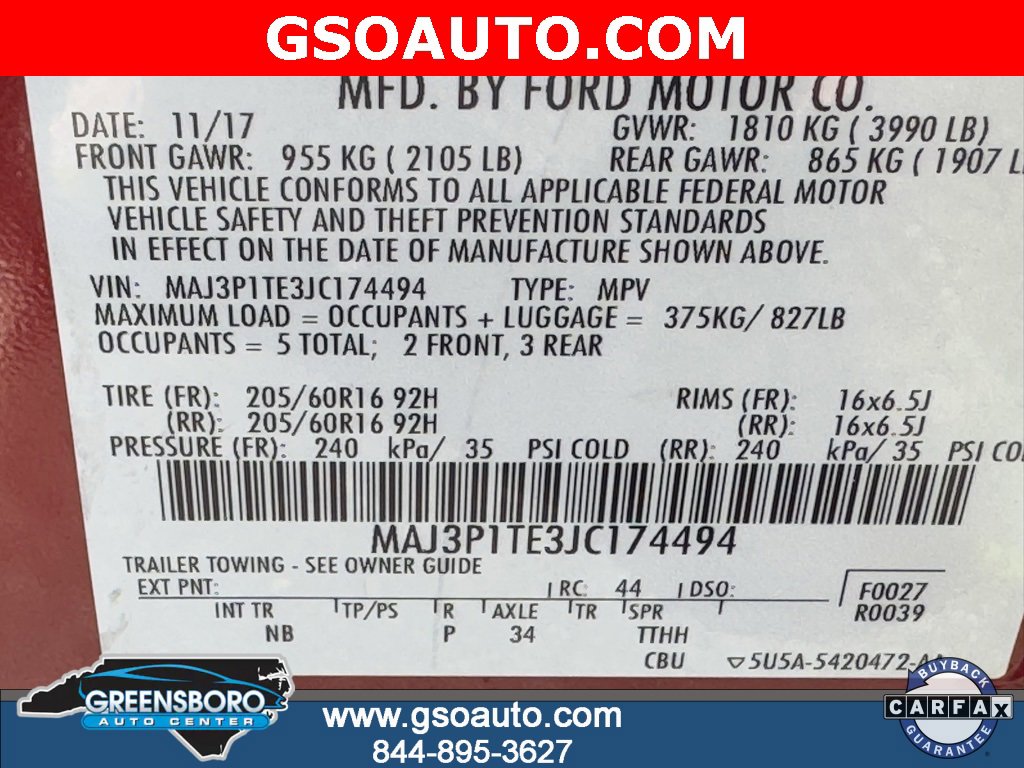 GSOAUTO.COM
MFD. BY FORD MOTOR CO.
DATE: 11/17 GVWR: 1810 KG ( 3990 LB)
FRONT GAWR: 955 KG ( 2105 LB) REAR GAWR: 865 KG ( 1907 L
THIS VEHICLE CONFORMS TO ALL APPLICABLE FEDERAL MOTOR
VEHICLE SAFETY AND THEFT PREVENTION STANDARDS
IN EFFECT ON THE DATE OF MANUFACTURE SHOWN ABOVE.
VIN: MAJ3P1TE3JC174494 TYPE: MPV
MAXIMUM LOAD = OCCUPANTS + LUGGAGE = 375KG/ 827LB
OCCUPANTS = 5 TOTAL; 2 FRONT, 3 REAR
TIRE (FR): 205/60R16 92H RIMS (FR): 16x6.5J
(RR): 205/60R16 92H (RR): 16x6.5J
PRESSURE (FR): 240 kPa/ 35 PSI COLD (RR): 240 kPa/ 35 PSI CO
MAJ3P1TE3JC174494
TRAILER TOWING - SEE OWNER GUIDE
EXT PNT: RC: 44 DSO: F0027
INT TR TP/PS R AXLE TR SPR R0039
NB P 34 TTHH
CBU 5U5A-5420472-AA
GREENSBORO
AUTO CENTER
www.gsoauto.com
844-895-3627
BUYBACK
CARFAX
GUARANTEE